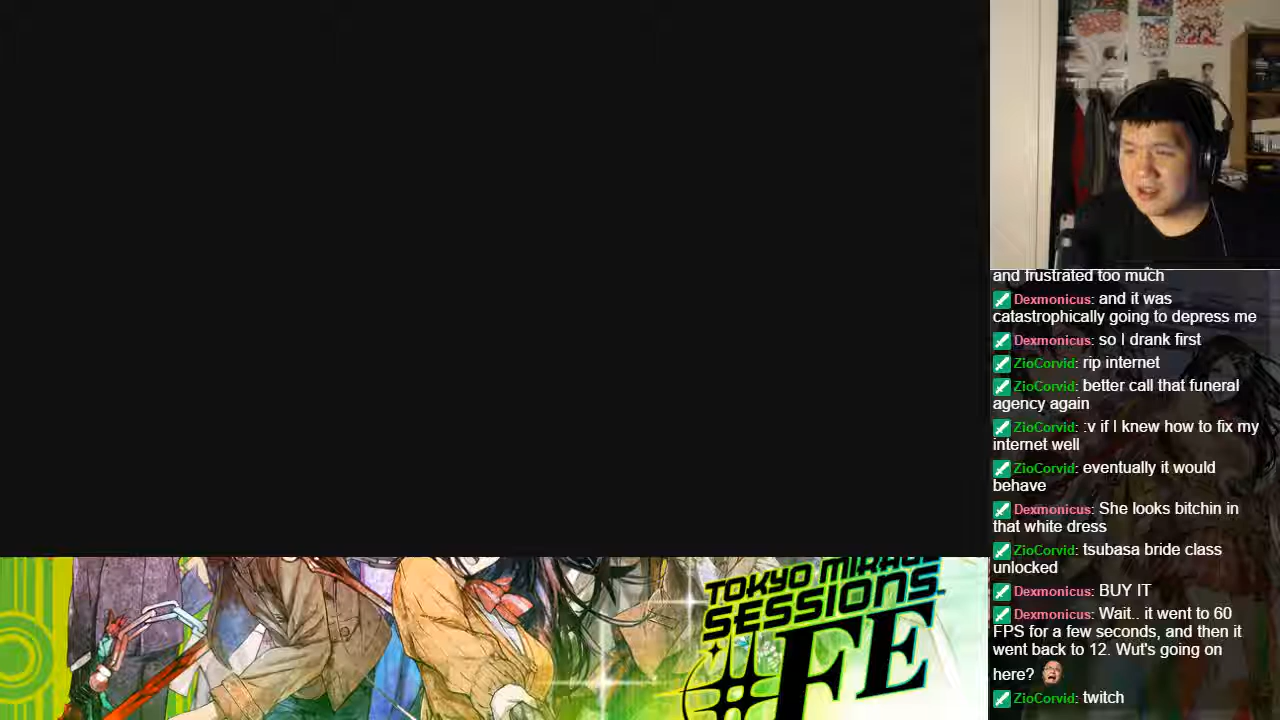 and frustrated too much
Dexmonicus: and it was
catastrophically going to depress me
Dexmonicus: so I drank first
ZioCorvid: rip internet
ZioCorvid: better call that funeral
agency again
ZioCorvid: :v if I knew how to fix my
internet well
ZioCorvid: eventually it would
behave
Dexmonicus: She looks bitchin in
that white dress
ZioCorvid: tsubasa bride class
unlocked
Dexmonicus: BUY IT
Dexmonicus: Wait.. it went to 60
FPS for a few seconds, and then it
went back to 12. Wut's going on
here?
ZioCorvid: twitch
TOKYO MIRAGE
SESSIONS
#FE